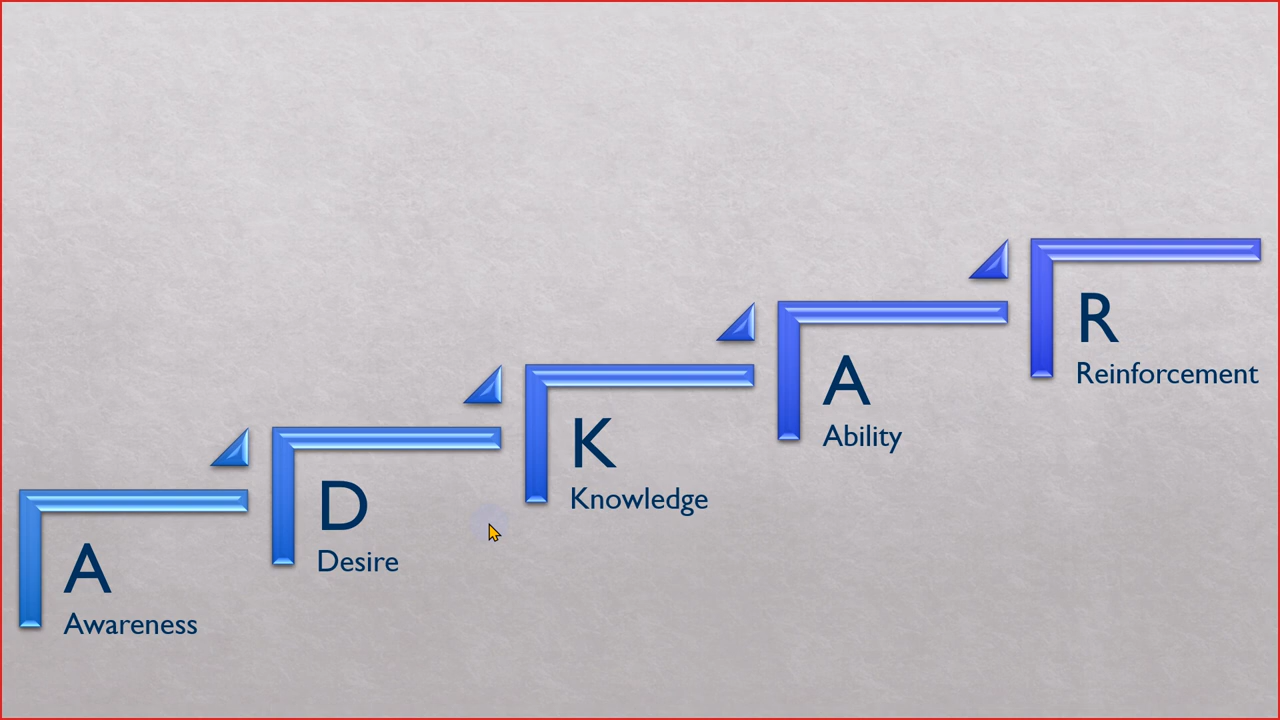 A
Awareness
D
Desire
K
Knowledge
A
Ability
R
Reinforcement